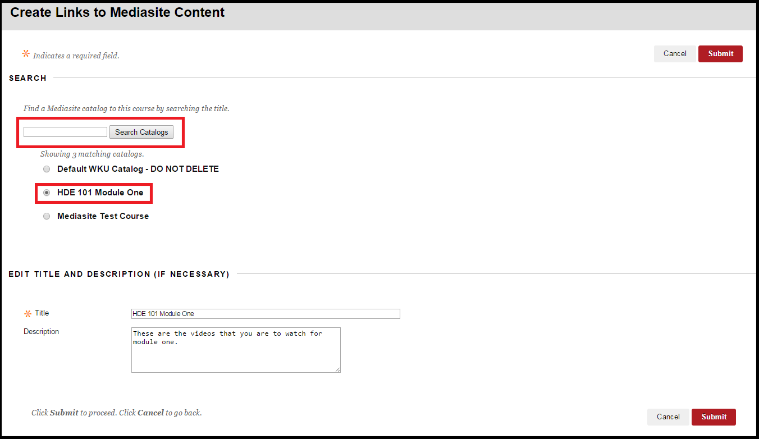 Create Links to Mediasite Content
Indicates a required field.
Cancel
Submit
SEARCH
Find a Mediasite catalog to this course by searching the title.
Search Catalogs
Showing 3 matching catalogs.
Default WKU Catalog - DO NOT DELETE
HDE 101 Module One
Mediasite Test Course
EDIT TITLE AND DESCRIPTION (IF NECESSARY)
Title
HDE 101 Module One
Description
These are the videos that you are to watch for
module one.
Click Submit to proceed. Click Cancel to go back.
Cancel
Submit